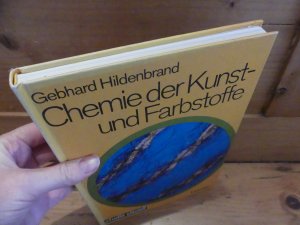 Gebhard Hildenbrand
Chemie der Kunst-
und Farbstoffe